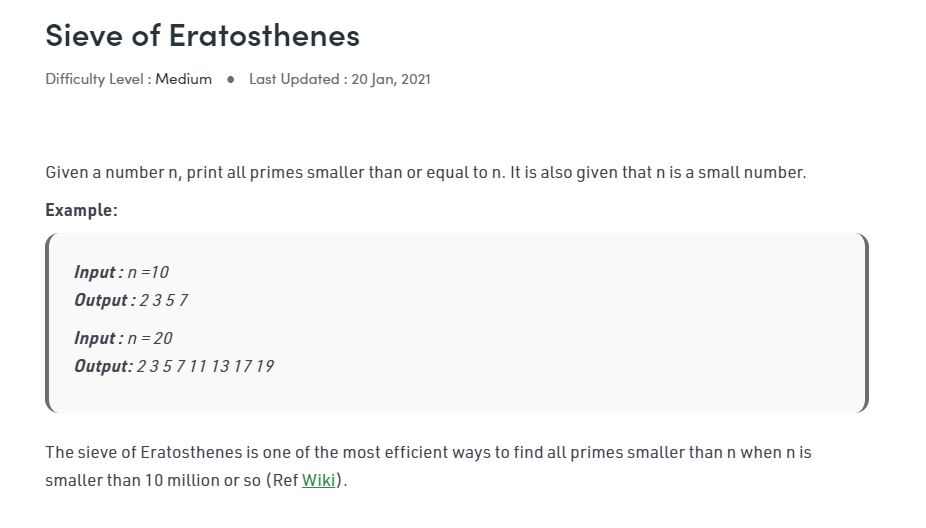 Sieve of Eratosthenes
Difficulty Level : Medium ● Last Updated : 20 Jan, 2021
Given a number n, print all primes smaller than or equal to n. It is also given that n is a small number.
Example:
Input : n =10
Output : 2 3 5 7
Input : n = 20
Output: 2 3 5 7 11 13 17 19
The sieve of Eratosthenes is one of the most efficient ways to find all primes smaller than n when n is
smaller than 10 million or so (Ref Wiki).